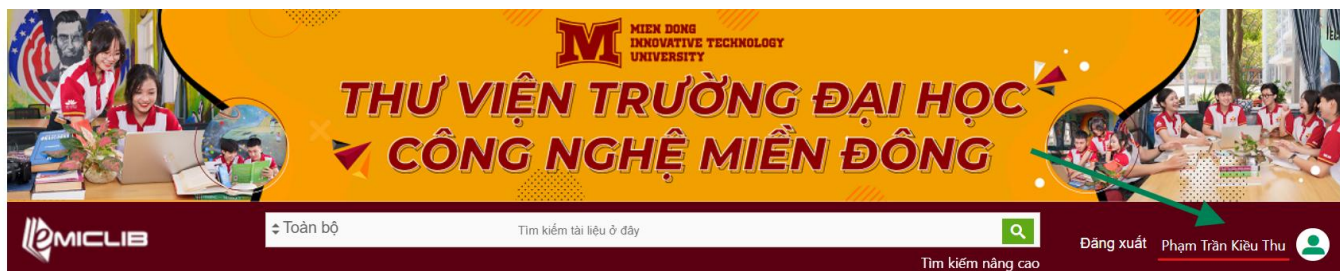 MIEN DONG
INNOVATIVE TECHNOLOGY
UNIVERSITY
THƯ VIỆN TRƯỜNG ĐẠI HỌC
CÔNG NGHỆ MIỀN ĐÔNG
EMICLIB
Toàn bộ
Tìm kiếm tài liệu ở đây
Đăng xuất
Phạm Trần Kiều Thu
Tìm kiếm nâng cao